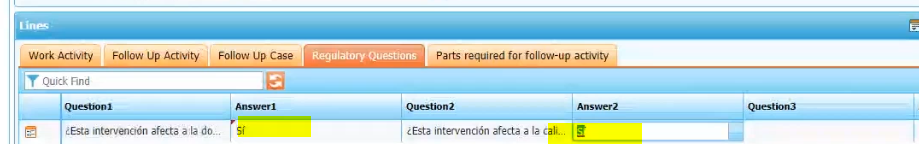 Lines
Work Activity Follow Up Activity Follow Up Case Regulatory Questions Parts required for follow-up activity
Quick Find
Question1 Answer1 Question2 Answer2 Question3
¿Esta intervención afecta a la do... Sí ¿Esta intervención afecta a la cali... Sí